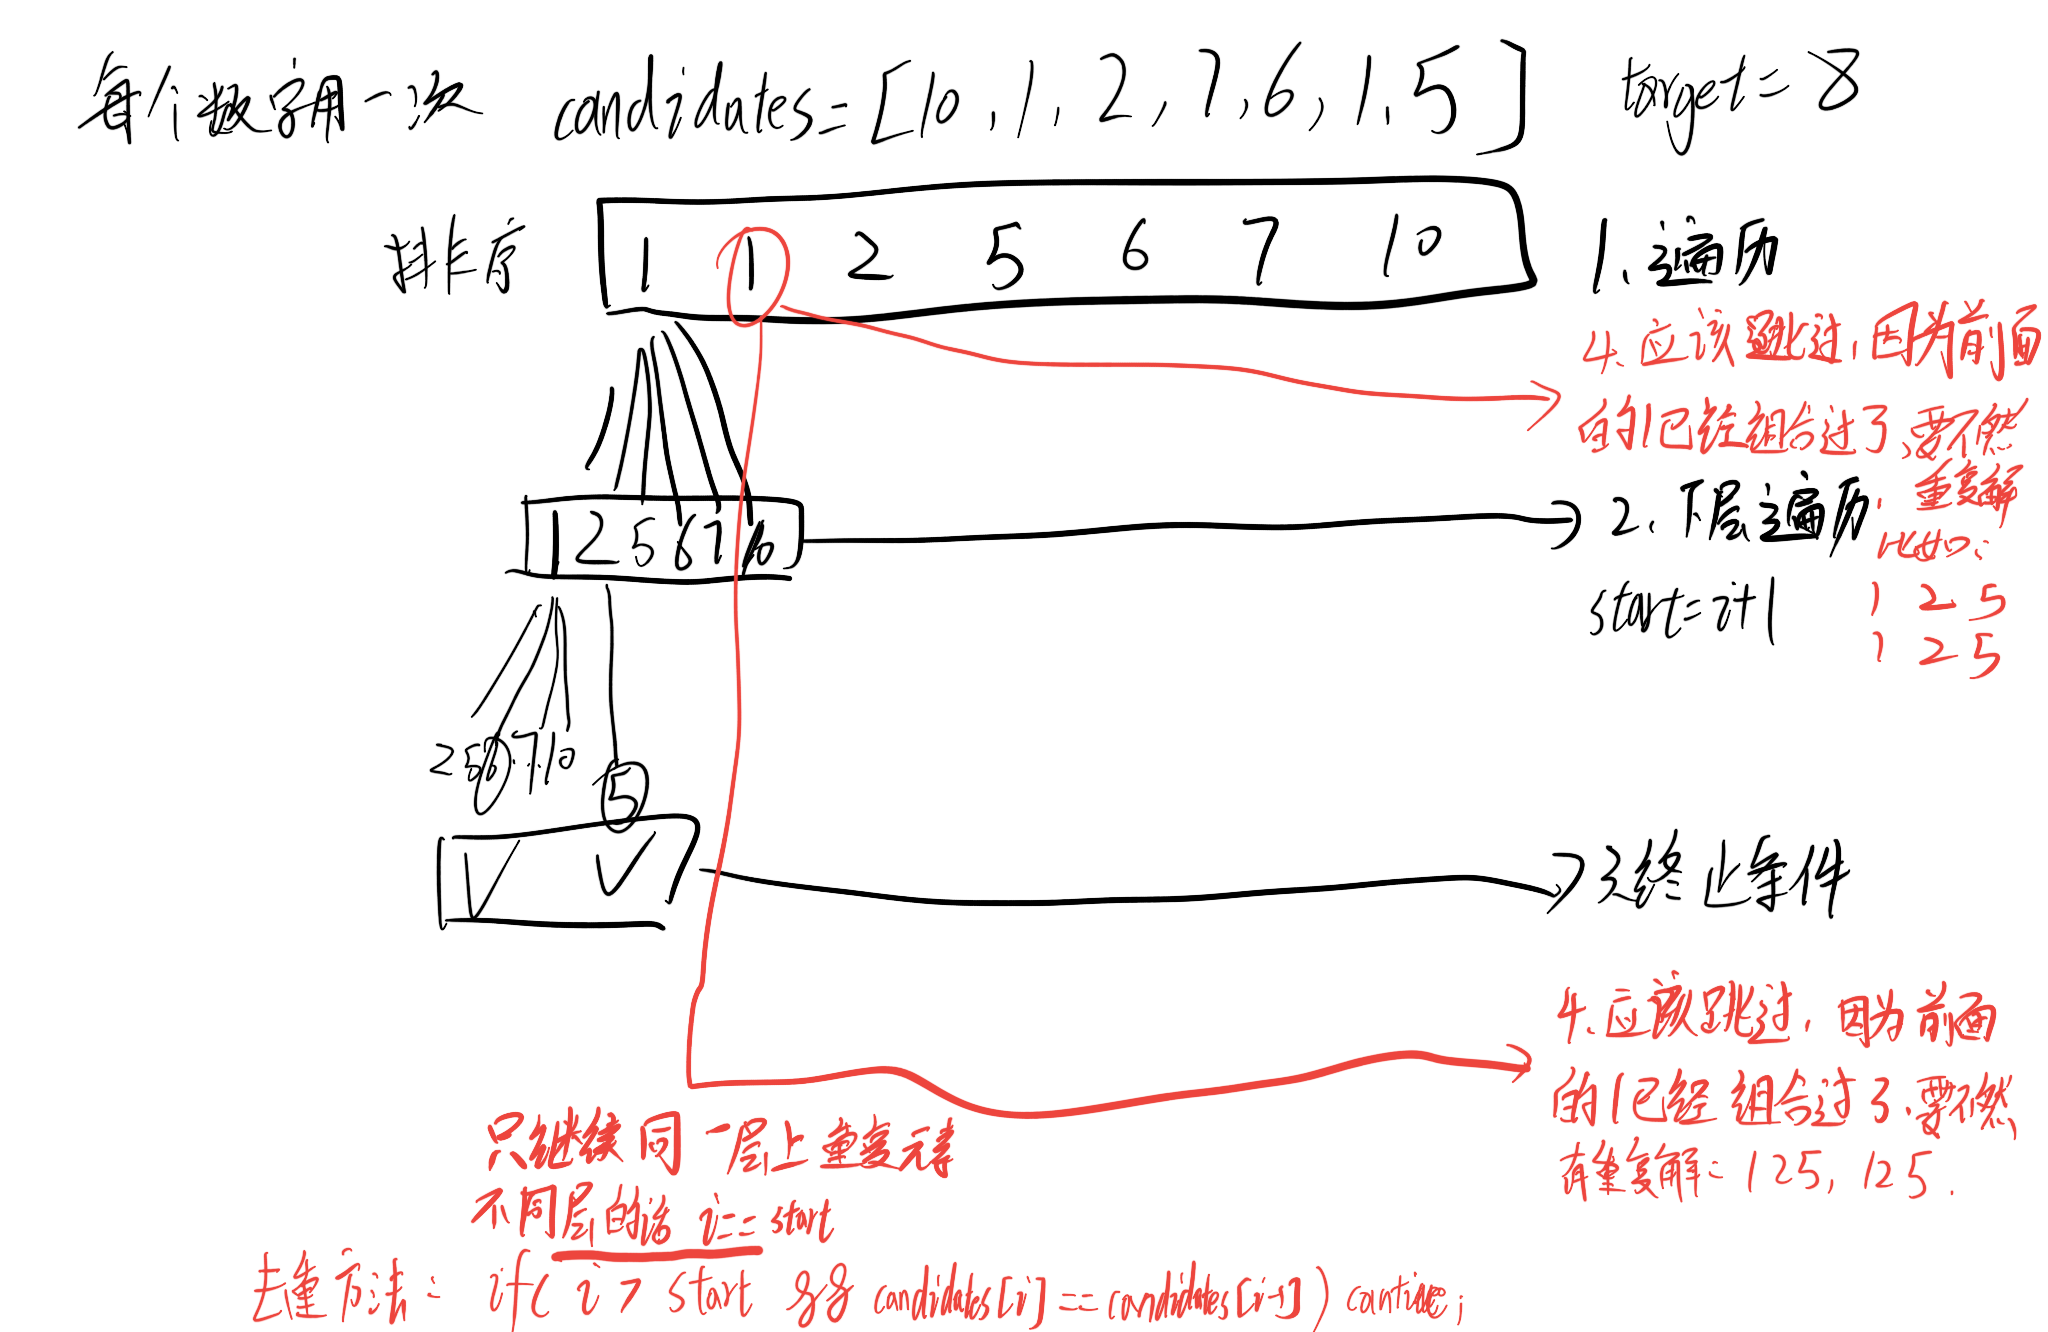 每个数字用一次 candidates=[10,1,2,7,6,1,5] target=8
排序 1 1 2 5 6 7 10 1、遍历
4、应该跳过,因为前面
的1已经组合过了,要不然
重复解
比如:
1 2 5
1 2 5
1 2 5 6 7 10 2、下层遍历,
start=i+1
2 5 6 7 10 5
3终止条件
4、应该跳过,因为前面
的1已经组合过了,要不然
有重复解:125,125.
只继续同一层上重复元素
不同层的话 i==start
去重方法: if( i > start && candidates[i]==candidates[i-1]) continue;